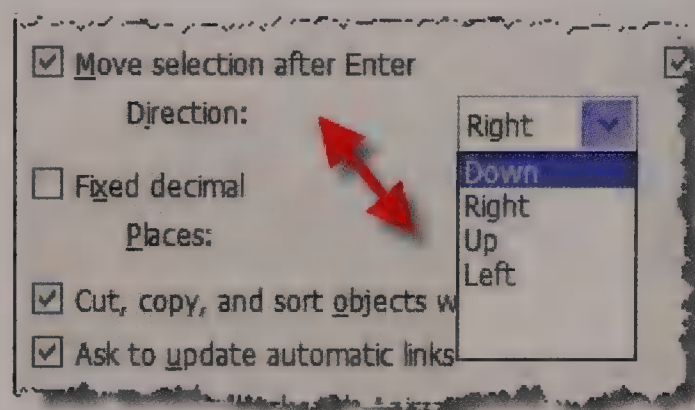 Move selection after Enter
Direction:
Right
Down
Right
Up
Left
Fixed decimal
Places:
Cut, copy, and sort objects w
Ask to update automatic links